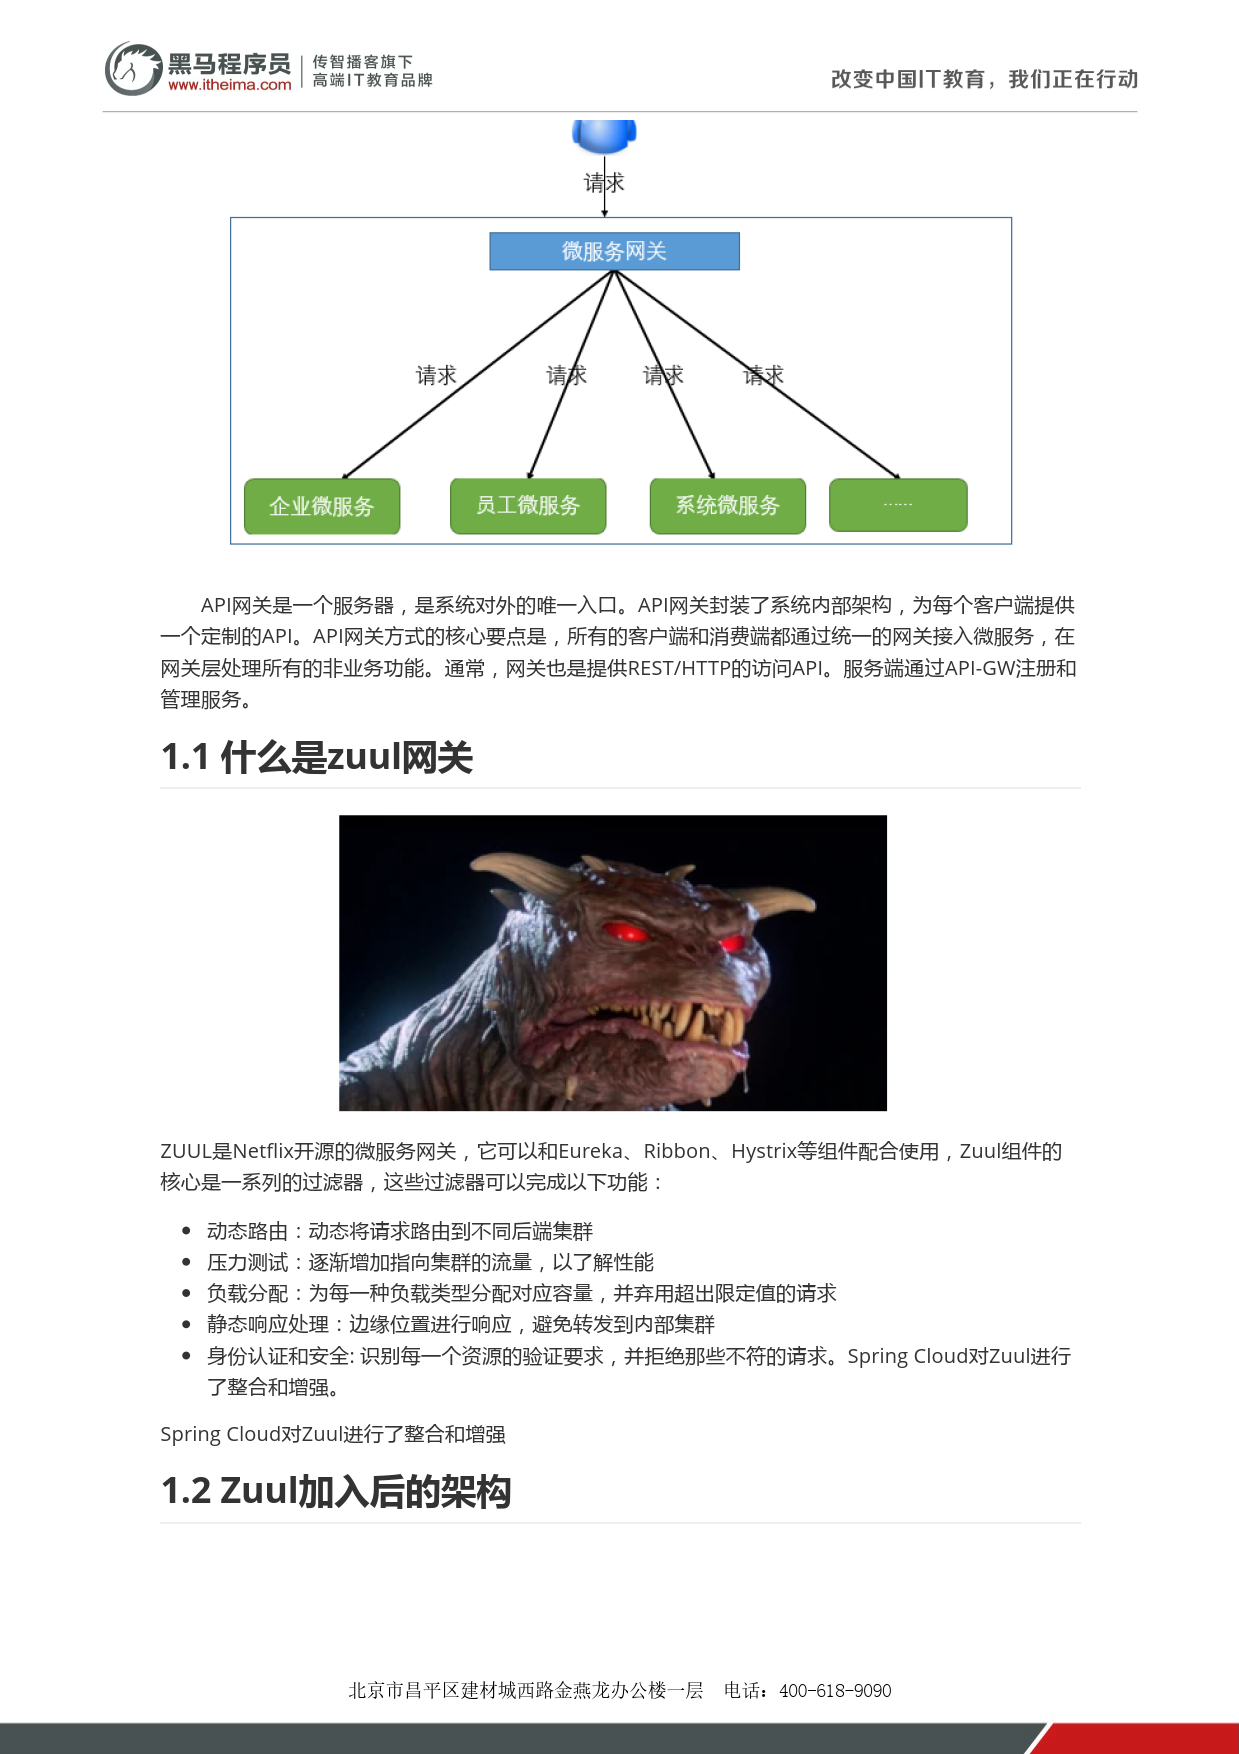 黑马程序员
www.itheima.com
传智播客旗下
高端IT教育品牌
改变中国IT教育，我们正在行动
请求
微服务网关
请求 请求 请求 请求
企业微服务 员工微服务 系统微服务 ······
API网关是一个服务器，是系统对外的唯一入口。API网关封装了系统内部架构，为每个客户端提供
一个定制的API。API网关方式的核心要点是，所有的客户端和消费端都通过统一的网关接入微服务，在
网关层处理所有的非业务功能。通常，网关也是提供REST/HTTP的访问API。服务端通过API-GW注册和
管理服务。
1.1 什么是zuul网关
ZUUL是Netflix开源的微服务网关，它可以和Eureka、Ribbon、Hystrix等组件配合使用，Zuul组件的
核心是一系列的过滤器，这些过滤器可以完成以下功能：
• 动态路由：动态将请求路由到不同后端集群
• 压力测试：逐渐增加指向集群的流量，以了解性能
• 负载分配：为每一种负载类型分配对应容量，并弃用超出限定值的请求
• 静态响应处理：边缘位置进行响应，避免转发到内部集群
• 身份认证和安全: 识别每一个资源的验证要求，并拒绝那些不符的请求。Spring Cloud对Zuul进行
了整合和增强。
Spring Cloud对Zuul进行了整合和增强
1.2 Zuul加入后的架构
北京市昌平区建材城西路金燕龙办公楼一层 电话：400-618-9090